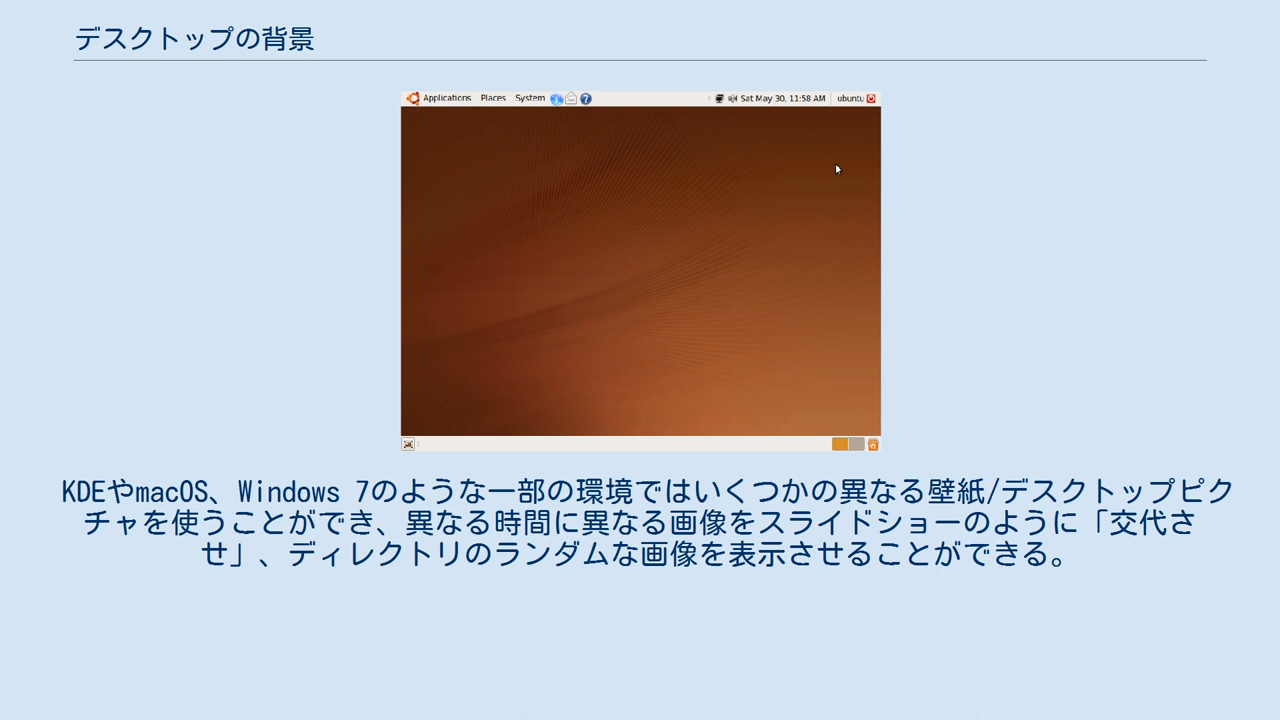 デスクトップの背景
Applications Places System Sat May 30, 11:58 AM ubuntu
KDEやmacOS、Windows 7のような一部の環境ではいくつかの異なる壁紙/デスクトップピク
チャを使うことができ、異なる時間に異なる画像をスライドショーのように「交代さ
せ」、ディレクトリのランダムな画像を表示させることができる。